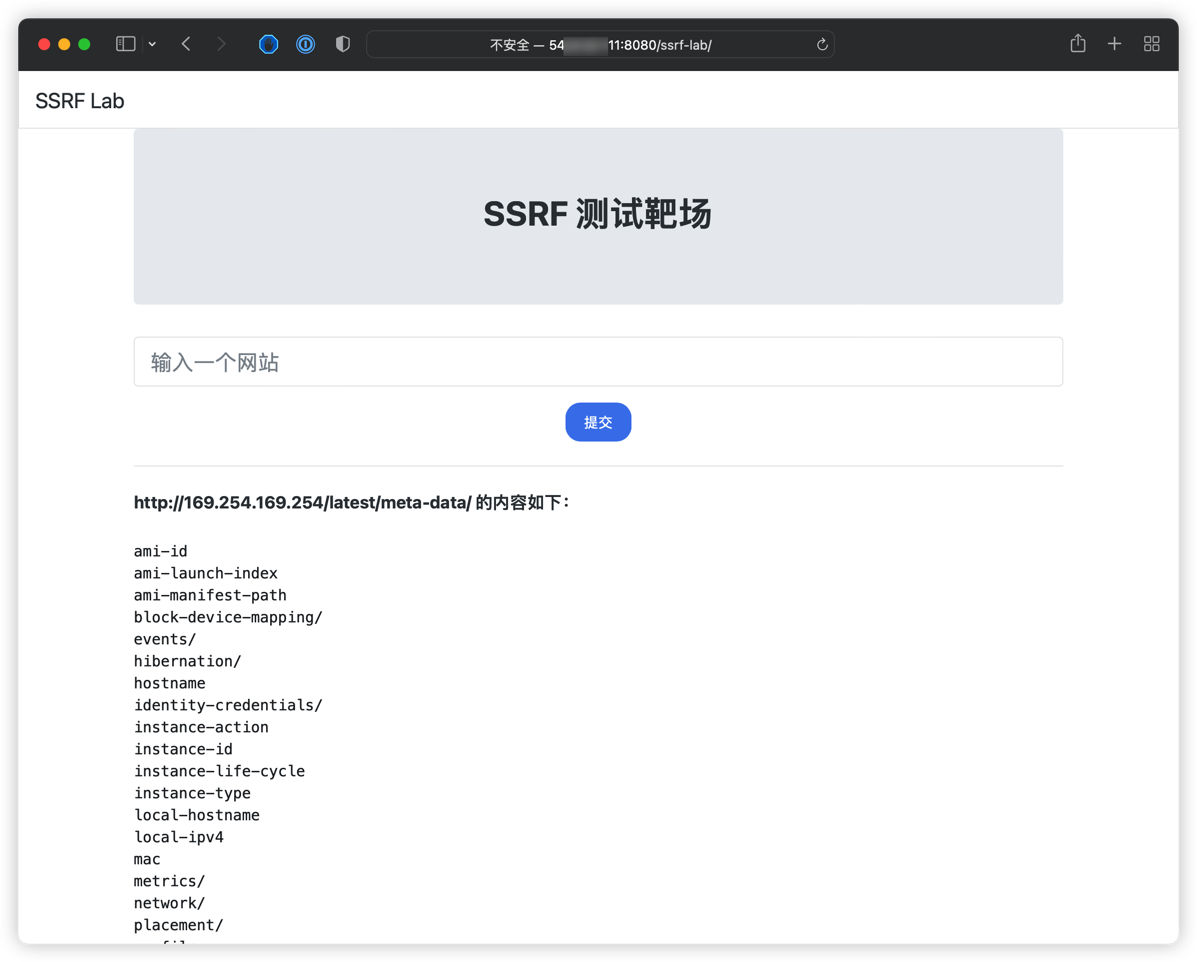 不安全 — 54 11:8080/ssrf-lab/
SSRF Lab
SSRF 测试靶场
输入一个网站
提交
http://169.254.169.254/latest/meta-data/ 的内容如下：
ami-id
ami-launch-index
ami-manifest-path
block-device-mapping/
events/
hibernation/
hostname
identity-credentials/
instance-action
instance-id
instance-life-cycle
instance-type
local-hostname
local-ipv4
mac
metrics/
network/
placement/